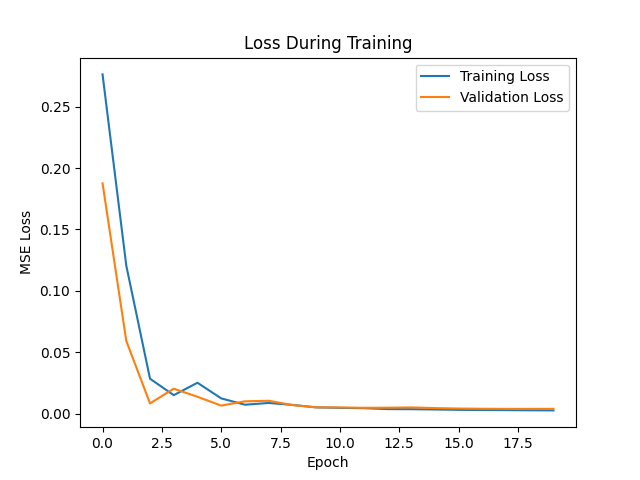 Loss During Training
Training Loss
Validation Loss
MSE Loss
0.25
0.20
0.15
0.10
0.05
0.00
0.0 2.5 5.0 7.5 10.0 12.5 15.0 17.5
Epoch